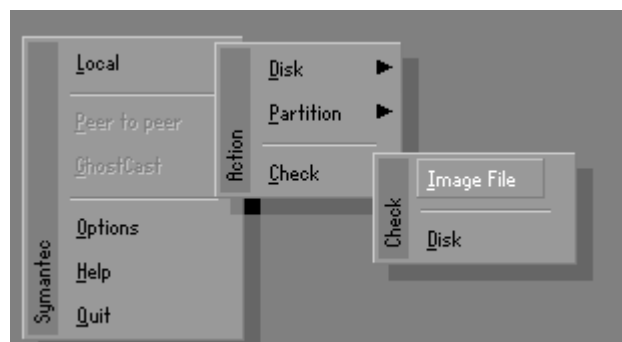 Symantec
Local
Peer to peer
GhostCast
Options
Help
Quit
Action
Disk
Partition
Check
Check
Image File
Disk